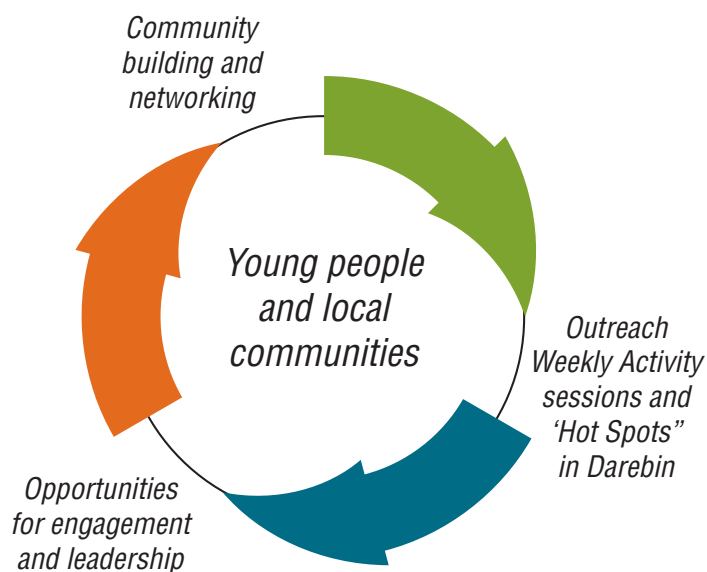 Community
building and
networking
Young people
and local
communities
Outreach
Weekly Activity
sessions and
‘Hot Spots”
in Darebin
Opportunities
for engagement
and leadership